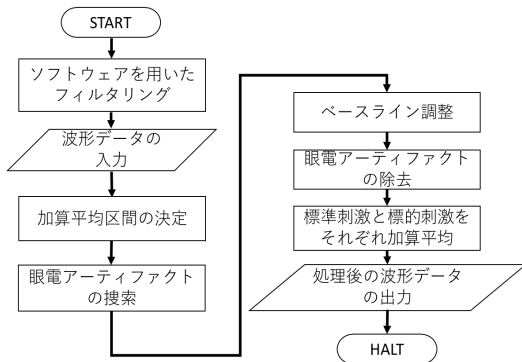 START
ソフトウェアを用いた
フィルタリング
波形データの
入力
加算平均区間の決定
眼電アーティファクト
の捜索
ベースライン調整
眼電アーティファクト
の除去
標準刺激と標的刺激を
それぞれ加算平均
処理後の波形データ
の出力
HALT